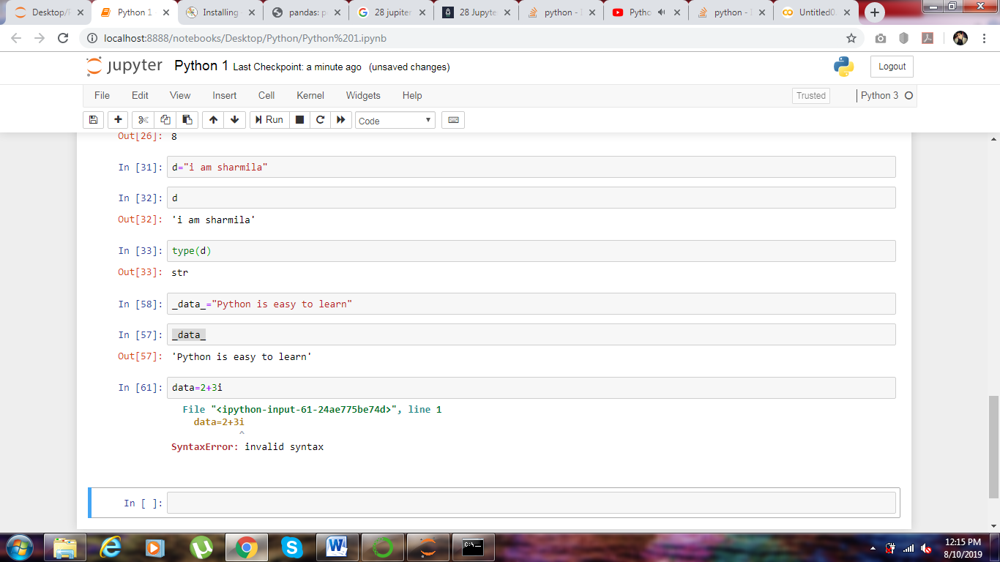 Desktop/P
Python 1
Installing
pandas: p
28 jupiter
28 Jupyte
python - I
Pytho
python - I
Untitled0.
localhost:8888/notebooks/Desktop/Python/Python%201.ipynb
jupyter Python 1 Last Checkpoint: a minute ago (unsaved changes)
Logout
File Edit View Insert Cell Kernel Widgets Help
Trusted
Python 3
Run
Code
Out[26]: 8
In [31]: d="i am sharmila"
In [32]: d
Out[32]: 'i am sharmila'
In [33]: type(d)
Out[33]: str
In [58]: _data_="Python is easy to learn"
In [57]: _data_
Out[57]: 'Python is easy to learn'
In [61]: data=2+3i
File "<ipython-input-61-24ae775be74d>", line 1
data=2+3i
^
SyntaxError: invalid syntax
In [ ]:
12:15 PM
8/10/2019